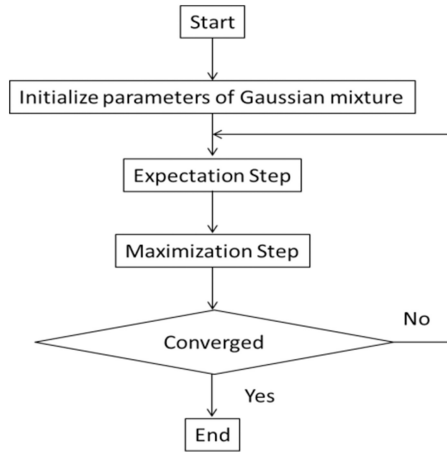 Start
Initialize parameters of Gaussian mixture
Expectation Step
Maximization Step
Converged
No
Yes
End